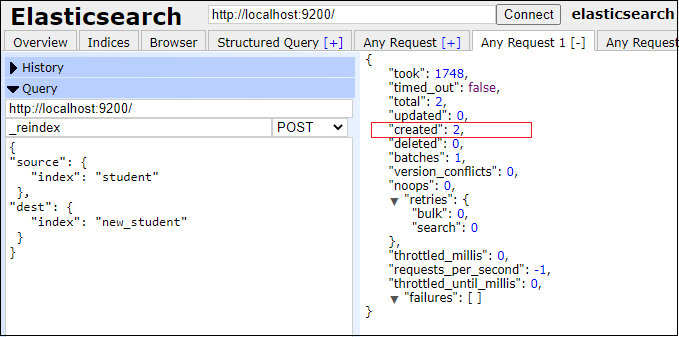 Elasticsearch http://localhost:9200/ Connect elasticsearch
Overview Indices Browser Structured Query [+] Any Request [+] Any Request 1 [-] Any Request
History
Query
http://localhost:9200/
_reindex POST
{
"source": {
"index": "student"
},
"dest": {
"index": "new_student"
}
}
{
"took": 1748,
"timed_out": false,
"total": 2,
"updated": 0,
"created": 2,
"deleted": 0,
"batches": 1,
"version_conflicts": 0,
"noops": 0,
"retries": {
"bulk": 0,
"search": 0
},
"throttled_millis": 0,
"requests_per_second": -1,
"throttled_until_millis": 0,
"failures": [ ]
}